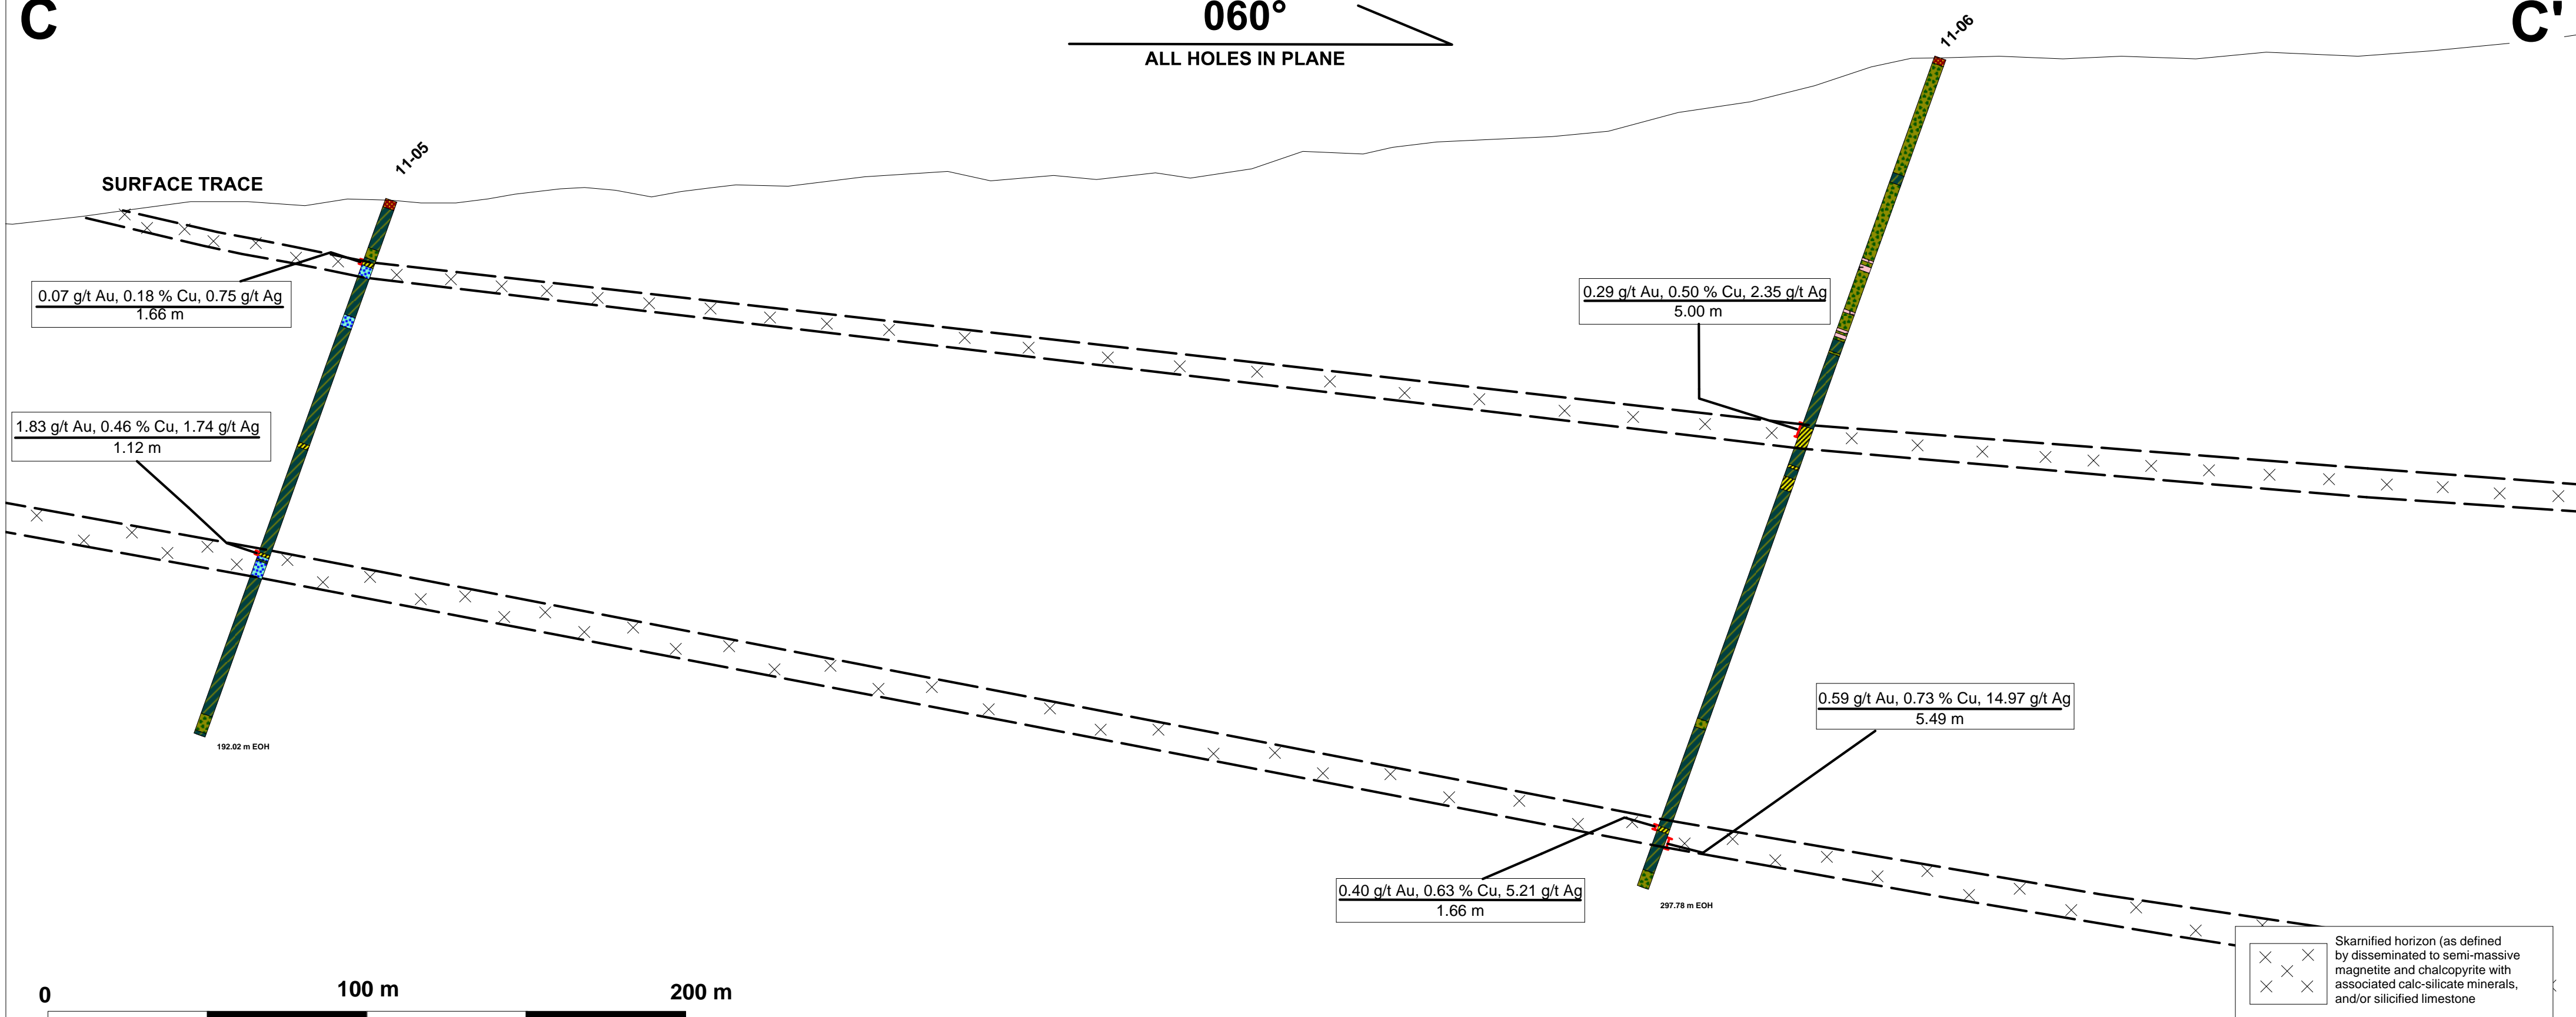 C
060°
ALL HOLES IN PLANE
11-06
C'
11-05
SURFACE TRACE
0.07 g/t Au, 0.18 % Cu, 0.75 g/t Ag
1.66 m
0.29 g/t Au, 0.50 % Cu, 2.35 g/t Ag
5.00 m
1.83 g/t Au, 0.46 % Cu, 1.74 g/t Ag
1.12 m
0.59 g/t Au, 0.73 % Cu, 14.97 g/t Ag
5.49 m
192.02 m EOH
0.40 g/t Au, 0.63 % Cu, 5.21 g/t Ag
1.66 m
297.78 m EOH
Skarnified horizon (as defined
by disseminated to semi-massive
magnetite and chalcopyrite with
associated calc-silicate minerals,
and/or silicified limestone
0
100 m
200 m